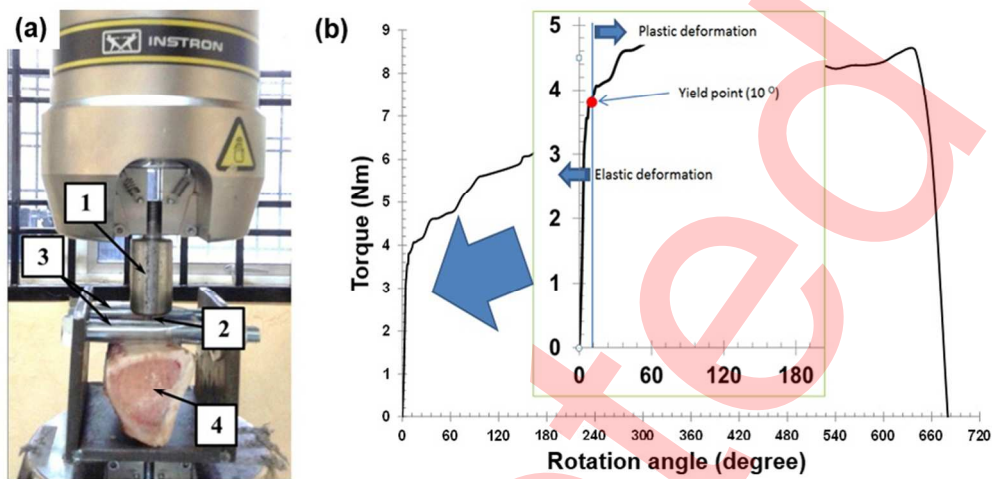 (a)
INSTRON
1
3
2
4
(b)
Torque (Nm)
9
8
7
6
5
4
3
2
1
0
0 60 120 180 240 300 360 420 480 540 600 660 720
Rotation angle (degree)
5
4
3
2
1
0
0 60 120 180
Plastic deformation
Yield point (10 º)
Elastic deformation
ted